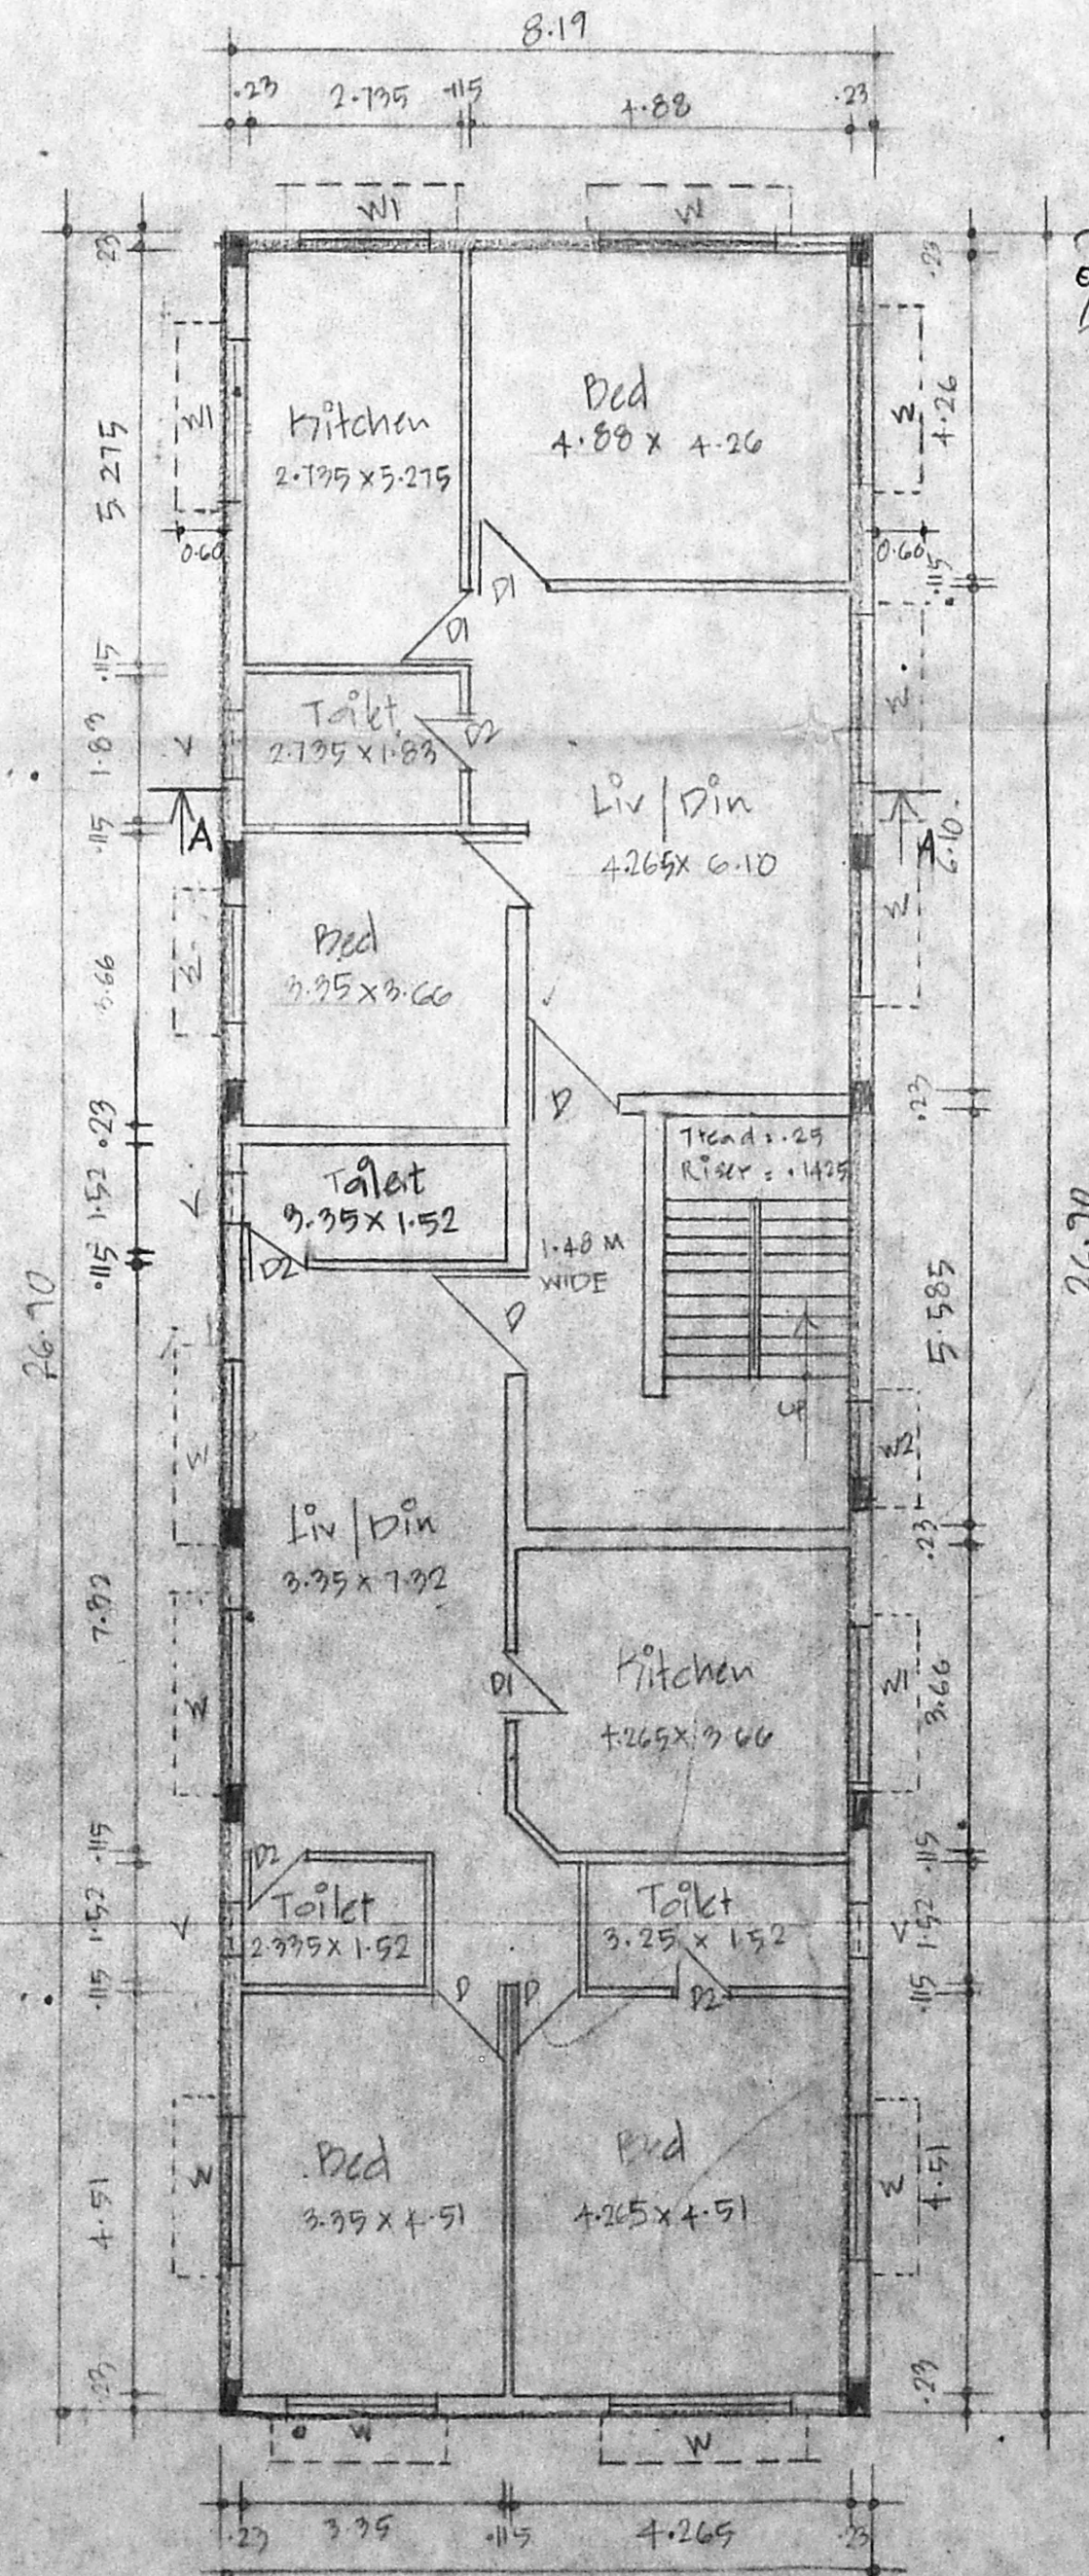 8.19
.23 2.735 .115 4.88 .23
W1 W
.23 .23
Kitchen
2.735 x 5.275
Bed
4.88 x 4.26
W1 W
5.275 4.26
0.60 0.60
D1
D1
.115 .115
Toilet
2.735 x 1.83
D2
V
1.83
W
Liv/Din
4.265x 6.10
A A
.115 6.10
W
Bed
3.35 x 3.66
W
3.66
D
.23 .23
Tread = .25
Riser = .1425
Toilet
3.35 x 1.52
V
1.52
D2
.115
1.48 M
WIDE
D
26.90 5.585 26.90
UP
W W2
Liv/Din
3.35 x 7.32
.23
7.32
W
D1
Kitchen
4.265x 3.66
W1
3.66
.115 .115
D2
Toilet
2.335x 1.52
Toilet
3.25 x 1.52
V V
1.52 1.52
.115 .115
D D
D2
Bed
3.35 x 4.51
Bed
4.265 x 4.51
W W
4.51 4.51
.23 .23
W W
.23 3.35 .115 4.265 .23